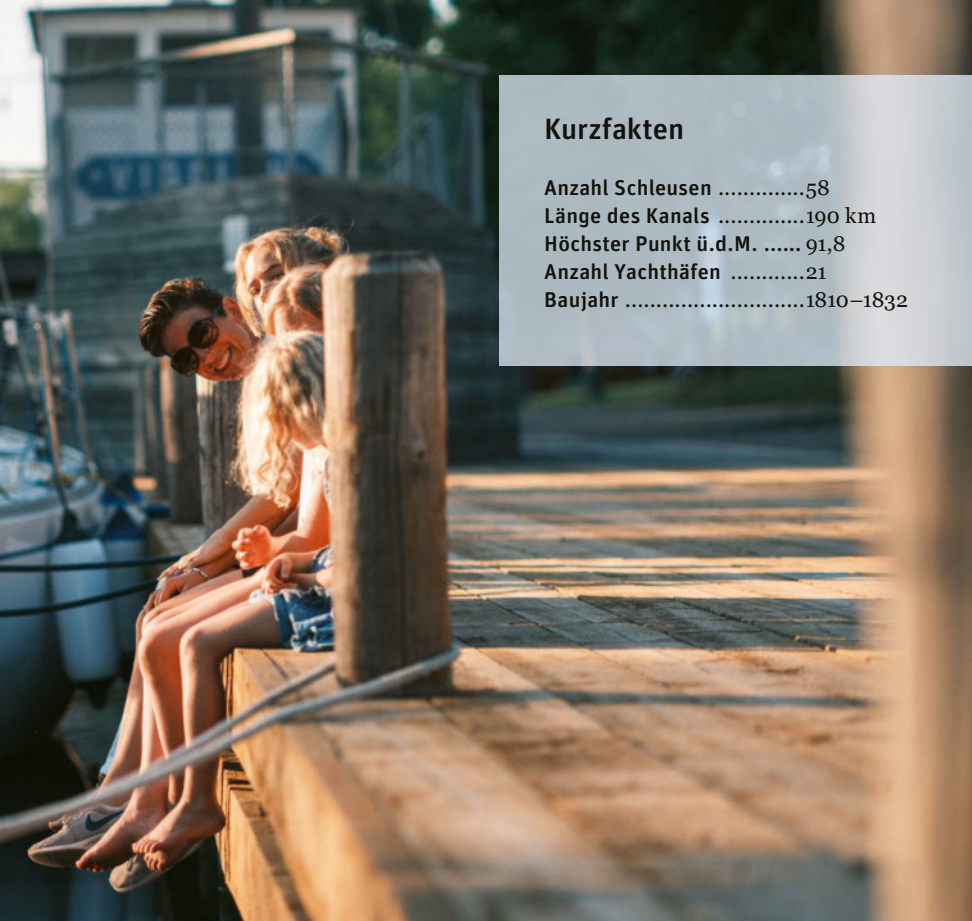 Kurzfakten
Anzahl Schleusen ..............58
Länge des Kanals ..............190 km
Höchster Punkt ü.d.M. ...... 91,8
Anzahl Yachthäfen ............21
Baujahr .............................1810–1832